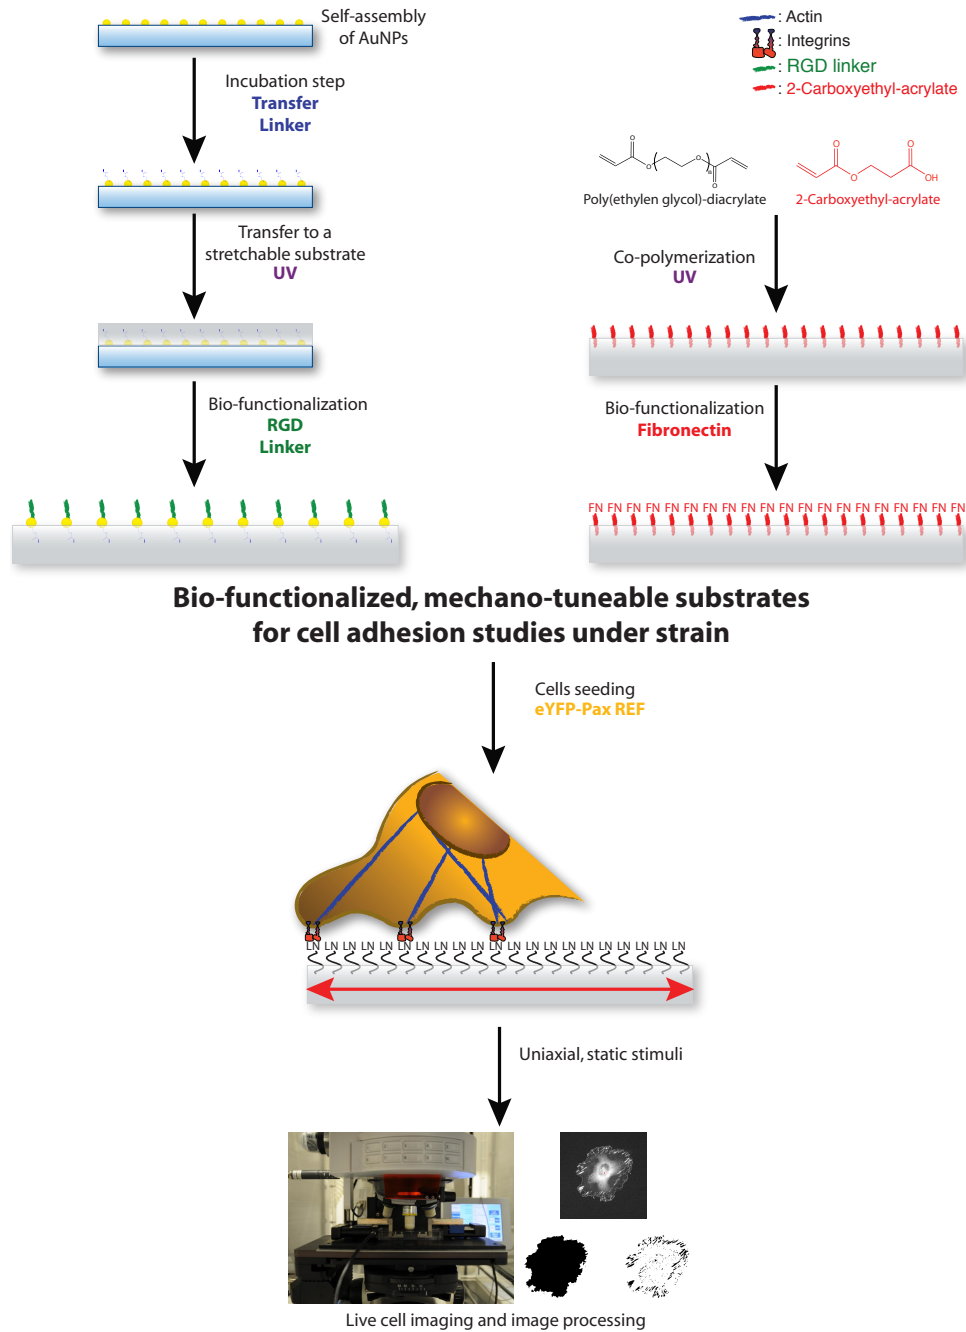 Self-assembly
of AuNPs
Incubation step
Transfer
Linker
Transfer to a
stretchable substrate
UV
Bio-functionalization
RGD
Linker
: Actin
: Integrins
: RGD linker
: 2-Carboxyethyl-acrylate
O
O
O
O
n
Poly(ethylen glycol)-diacrylate
O
O
O
OH
2-Carboxyethyl-acrylate
Co-polymerization
UV
Bio-functionalization
Fibronectin
FN FN FN FN FN FN FN FN FN FN FN FN FN FN FN FN FN FN FN FN
Bio-functionalized, mechano-tuneable substrates
for cell adhesion studies under strain
Cells seeding
eYFP-Pax REF
LN LN LN LN LN LN LN LN LN LN LN LN LN LN LN LN LN LN LN LN LN
Uniaxial, static stimuli
Live cell imaging and image processing